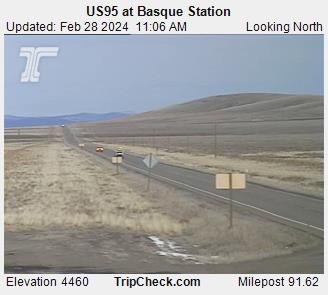 US95 at Basque Station
Updated: Feb 28 2024 11:06 AM Looking North
Elevation 4460 TripCheck.com Milepost 91.62